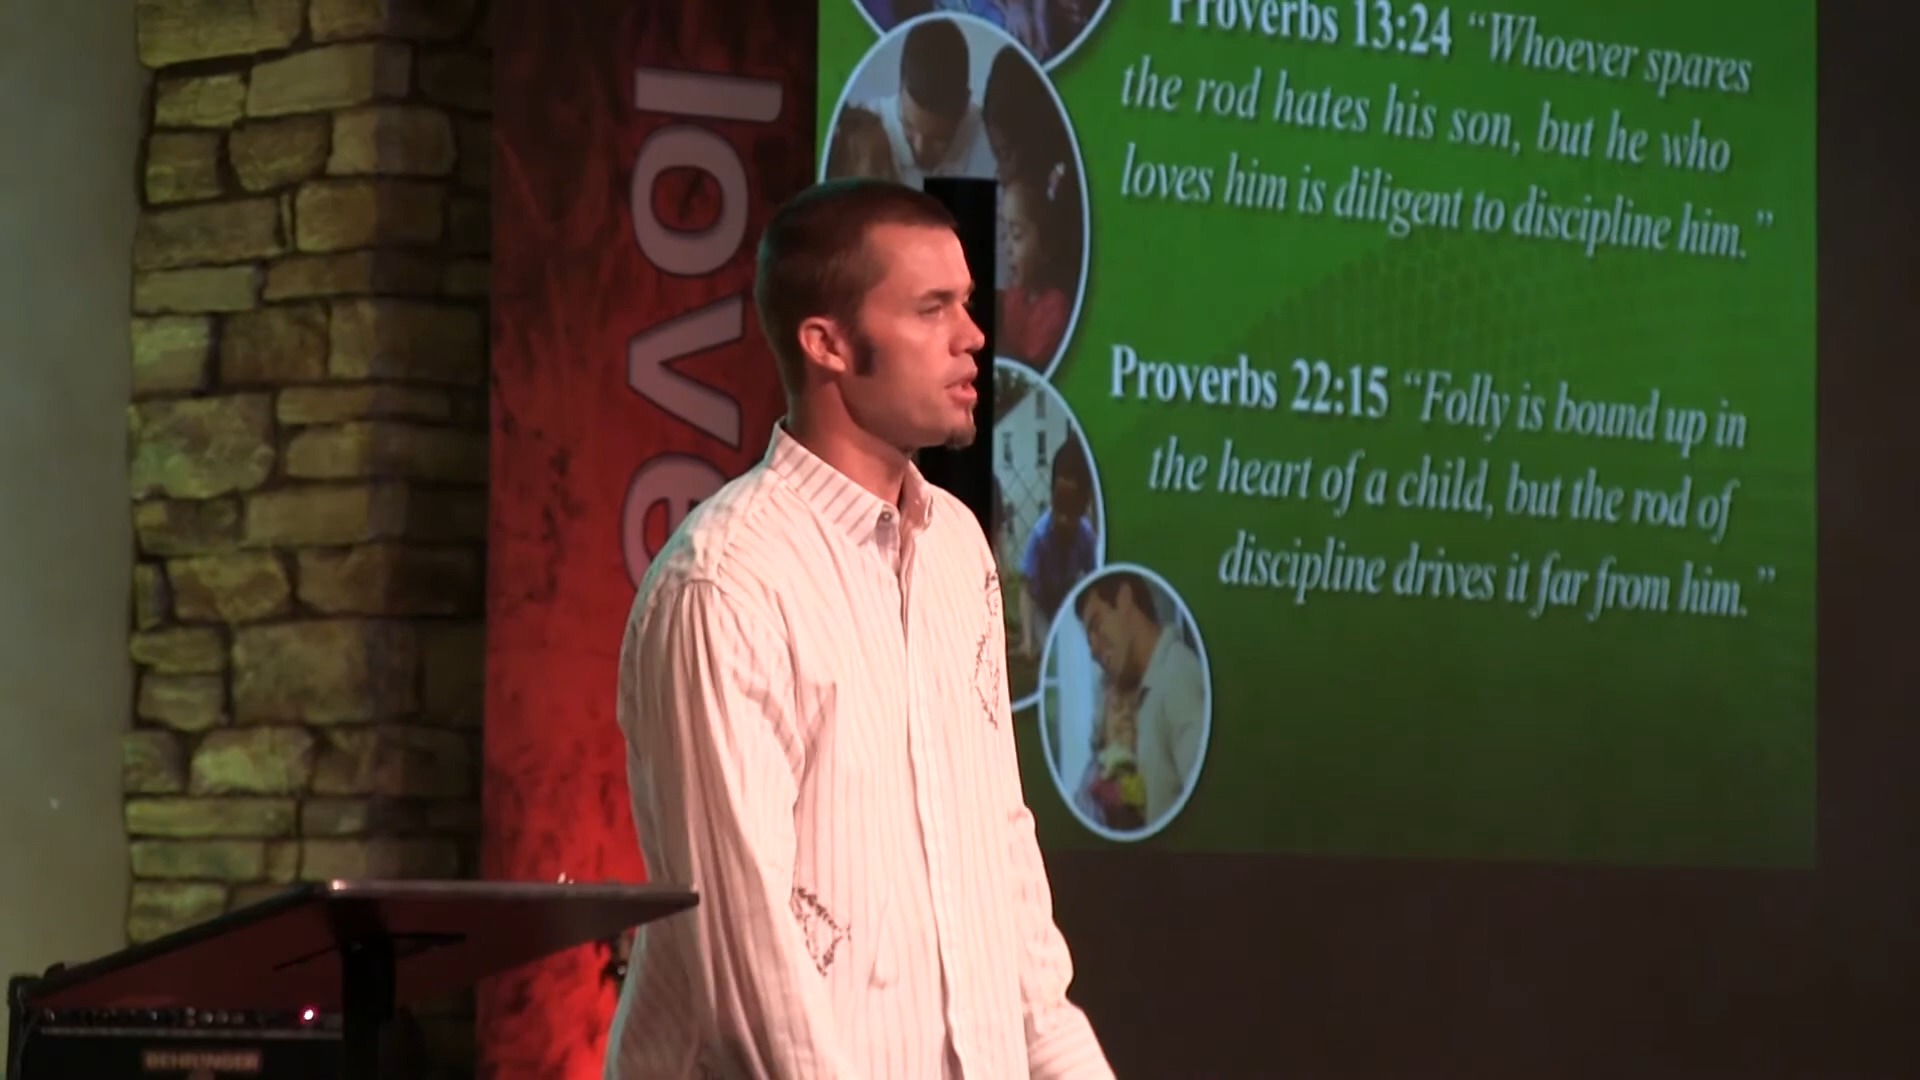 love
Proverbs 13:24 “Whoever spares
the rod hates his son, but he who
loves him is diligent to discipline him.”
Proverbs 22:15 “Folly is bound up in
the heart of a child, but the rod of
discipline drives it far from him.”
BEHRINGER